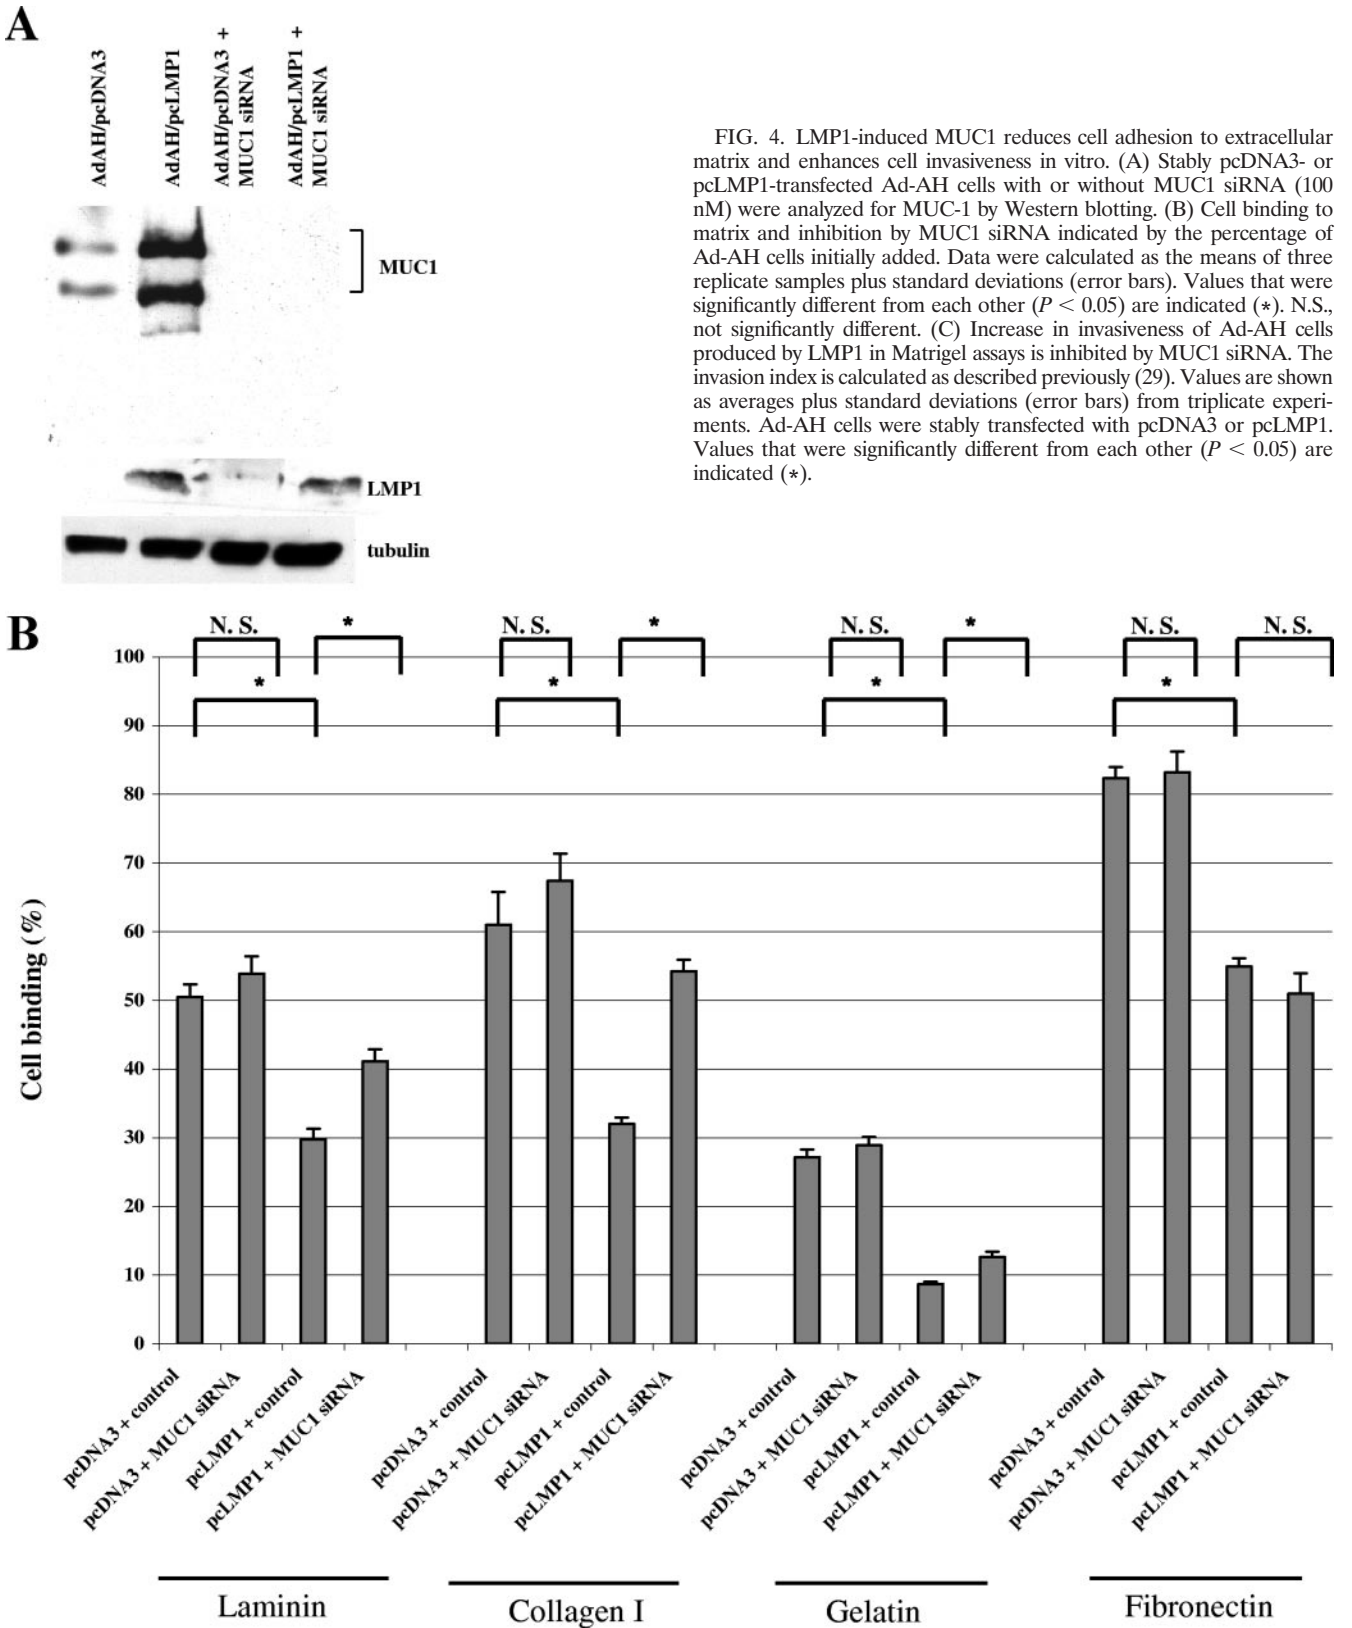 A
AdAH/pcDNA3
AdAH/pcLMP1
AdAH/pcDNA3 +
MUC1 siRNA
AdAH/pcLMP1 +
MUC1 siRNA
MUC1
LMP1
tubulin
FIG. 4. LMP1-induced MUC1 reduces cell adhesion to extracellular
matrix and enhances cell invasiveness in vitro. (A) Stably pcDNA3- or
pcLMP1-transfected Ad-AH cells with or without MUC1 siRNA (100
nM) were analyzed for MUC-1 by Western blotting. (B) Cell binding to
matrix and inhibition by MUC1 siRNA indicated by the percentage of
Ad-AH cells initially added. Data were calculated as the means of three
replicate samples plus standard deviations (error bars). Values that were
significantly different from each other (P < 0.05) are indicated (*). N.S.,
not significantly different. (C) Increase in invasiveness of Ad-AH cells
produced by LMP1 in Matrigel assays is inhibited by MUC1 siRNA. The
invasion index is calculated as described previously (29). Values are shown
as averages plus standard deviations (error bars) from triplicate experi-
ments. Ad-AH cells were stably transfected with pcDNA3 or pcLMP1.
Values that were significantly different from each other (P < 0.05) are
indicated (*).
B
N. S. * N. S. * N. S. * N. S. N. S.
* * * *
Cell binding (%)
100
90
80
70
60
50
40
30
20
10
0
pcDNA3 + control
pcDNA3 + MUC1 siRNA
pcLMP1 + control
pcLMP1 + MUC1 siRNA
pcDNA3 + control
pcDNA3 + MUC1 siRNA
pcLMP1 + control
pcLMP1 + MUC1 siRNA
pcDNA3 + control
pcDNA3 + MUC1 siRNA
pcLMP1 + control
pcLMP1 + MUC1 siRNA
pcDNA3 + control
pcDNA3 + MUC1 siRNA
pcLMP1 + control
pcLMP1 + MUC1 siRNA
Laminin
Collagen I
Gelatin
Fibronectin